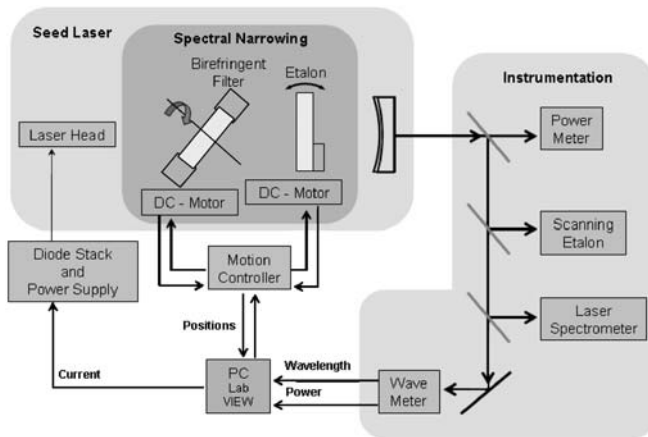 Seed Laser
Spectral Narrowing
Birefringent
Filter
Etalon
Instrumentation
Laser Head
Power
Meter
DC - Motor
DC - Motor
Scanning
Etalon
Diode Stack
and
Power Supply
Motion
Controller
Laser
Spectrometer
Positions
Current
PC
Lab
VIEW
Wavelength
Power
Wave
Meter